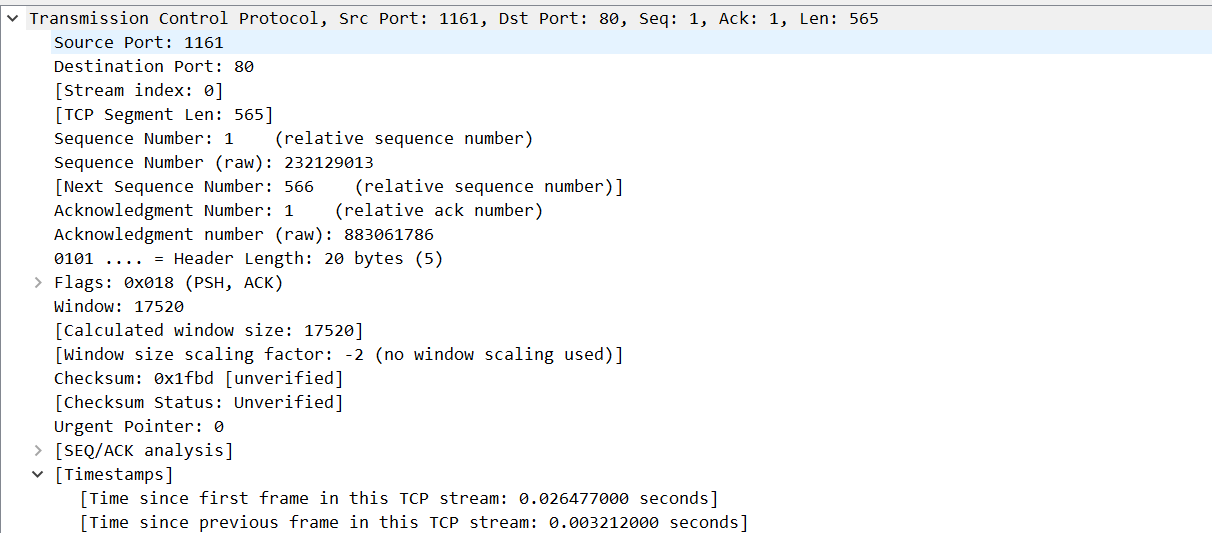 Transmission Control Protocol, Src Port: 1161, Dst Port: 80, Seq: 1, Ack: 1, Len: 565
Source Port: 1161
Destination Port: 80
[Stream index: 0]
[TCP Segment Len: 565]
Sequence Number: 1    (relative sequence number)
Sequence Number (raw): 232129013
[Next Sequence Number: 566    (relative sequence number)]
Acknowledgment Number: 1    (relative ack number)
Acknowledgment number (raw): 883061786
0101 .... = Header Length: 20 bytes (5)
Flags: 0x018 (PSH, ACK)
Window: 17520
[Calculated window size: 17520]
[Window size scaling factor: -2 (no window scaling used)]
Checksum: 0x1fbd [unverified]
[Checksum Status: Unverified]
Urgent Pointer: 0
[SEQ/ACK analysis]
[Timestamps]
[Time since first frame in this TCP stream: 0.026477000 seconds]
[Time since previous frame in this TCP stream: 0.003212000 seconds]